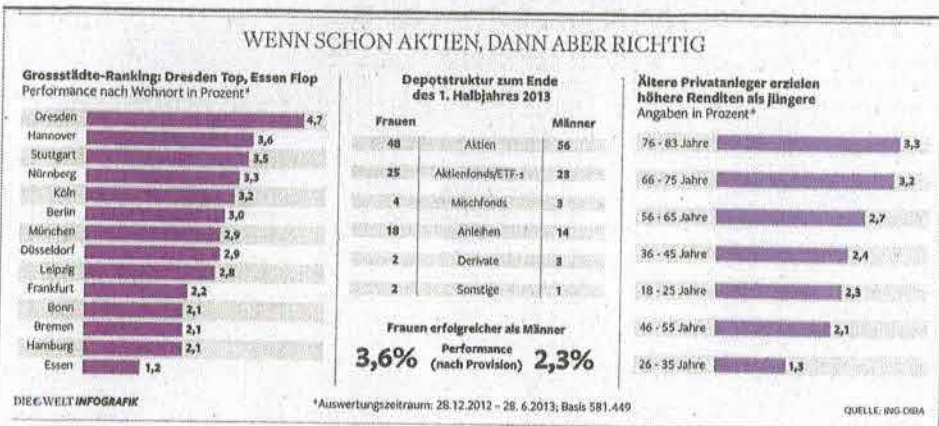 WENN SCHON AKTIEN, DANN ABER RICHTIG
Grossstädte-Ranking: Dresden Top, Essen Flop
Performance nach Wohnort in Prozent*
Dresden 4,7
Hannover 3,6
Stuttgart 3,5
Nürnberg 3,3
Köln 3,2
Berlin 3,0
München 2,9
Düsseldorf 2,9
Leipzig 2,8
Frankfurt 2,2
Bonn 2,1
Bremen 2,1
Hamburg 2,1
Essen 1,2
Depotstruktur zum Ende
des 1. Halbjahres 2013
Frauen Männer
48 Aktien 56
25 Aktienfonds/ETF-s 23
4 Mischfonds 3
18 Anleihen 14
2 Derivate 3
2 Sonstige 1
Frauen erfolgreicher als Männer
3,6% Performance (nach Provision) 2,3%
Ältere Privatanleger erzielen
höhere Renditen als jüngere
Angaben in Prozent*
76 - 83 Jahre 3,3
66 - 75 Jahre 3,2
56 - 65 Jahre 2,7
36 - 45 Jahre 2,4
18 - 25 Jahre 2,3
46 - 55 Jahre 2,1
26 - 35 Jahre 1,3
DIE WELT INFOGRAFIK
*Auswertungszeitraum: 28.12.2012 – 28.6.2013; Basis 581.449
QUELLE: ING-DIBA